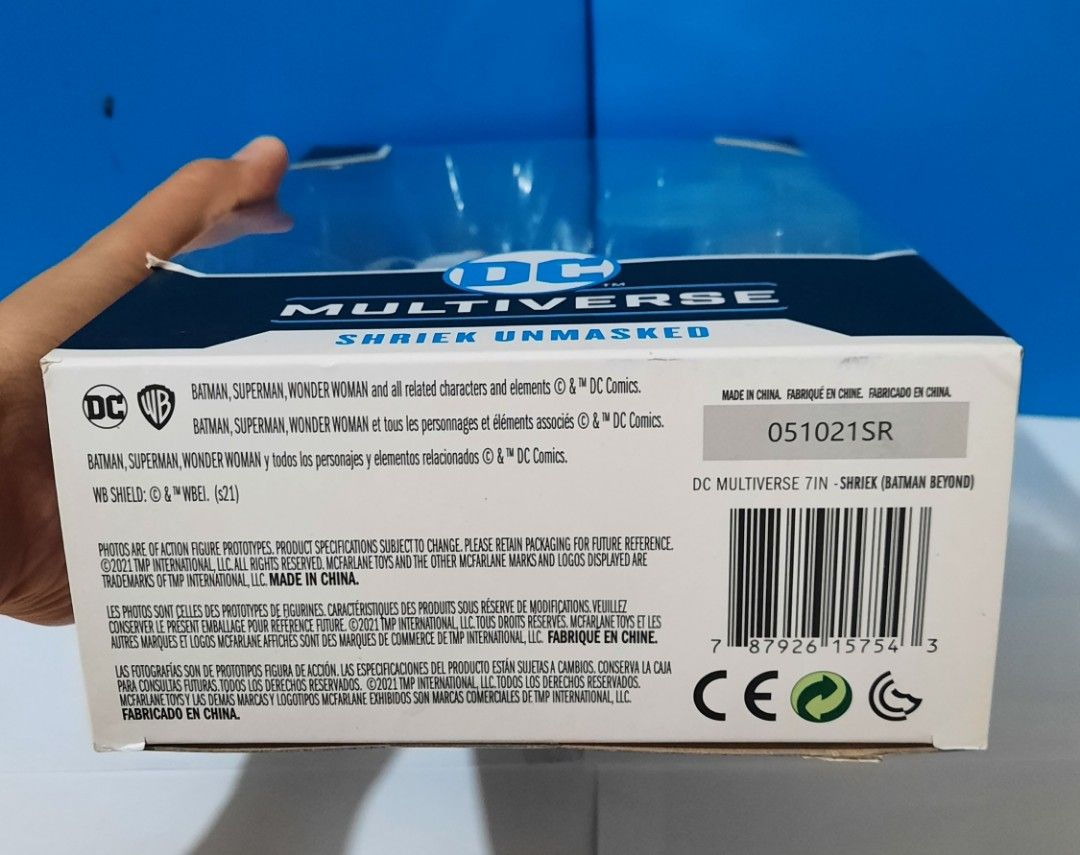 DC™
MULTIVERSE
SHRIEK UNMASKED
DC WB
BATMAN, SUPERMAN, WONDER WOMAN and all related characters and elements © & ™ DC Comics.
BATMAN, SUPERMAN, WONDER WOMAN et tous les personnages et éléments associés © & ™ DC Comics.
BATMAN, SUPERMAN, WONDER WOMAN y todos los personajes y elementos relacionados © & ™ DC Comics.
WB SHIELD: © & ™ WBEI. (s21)
PHOTOS ARE OF ACTION FIGURE PROTOTYPES. PRODUCT SPECIFICATIONS SUBJECT TO CHANGE. PLEASE RETAIN PACKAGING FOR FUTURE REFERENCE.
©2021 TMP INTERNATIONAL, LLC. ALL RIGHTS RESERVED. MCFARLANE TOYS AND THE OTHER MCFARLANE MARKS AND LOGOS DISPLAYED ARE
TRADEMARKS OF TMP INTERNATIONAL, LLC. MADE IN CHINA.
LES PHOTOS SONT CELLES DES PROTOTYPES DE FIGURINES. CARACTÉRISTIQUES DES PRODUITS SOUS RÉSERVE DE MODIFICATIONS. VEUILLEZ
CONSERVER LE PRÉSENT EMBALLAGE POUR RÉFÉRENCE FUTURE. ©2021 TMP INTERNATIONAL, LLC. TOUS DROITS RÉSERVÉS. MCFARLANE TOYS ET LES
AUTRES MARQUES ET LOGOS MCFARLANE AFFICHÉS SONT DES MARQUES DE COMMERCE DE TMP INTERNATIONAL, LLC. FABRIQUÉ EN CHINE.
LAS FOTOGRAFÍAS SON DE PROTOTIPOS FIGURA DE ACCIÓN. LAS ESPECIFICACIONES DEL PRODUCTO ESTÁN SUJETAS A CAMBIOS. CONSERVA LA CAJA
PARA CONSULTAS FUTURAS. TODOS LOS DERECHOS RESERVADOS. ©2021 TMP INTERNATIONAL, LLC. TODOS LOS DERECHOS RESERVADOS.
MCFARLANE TOYS Y LAS DEMÁS MARCAS Y LOGOTIPOS MCFARLANE EXHIBIDOS SON MARCAS COMERCIALES DE TMP INTERNATIONAL, LLC.
FABRICADO EN CHINA.
MADE IN CHINA. FABRIQUÉ EN CHINE. FABRICADO EN CHINA.
051021SR
DC MULTIVERSE 7IN - SHRIEK (BATMAN BEYOND)
7 87926 15754 3
CE